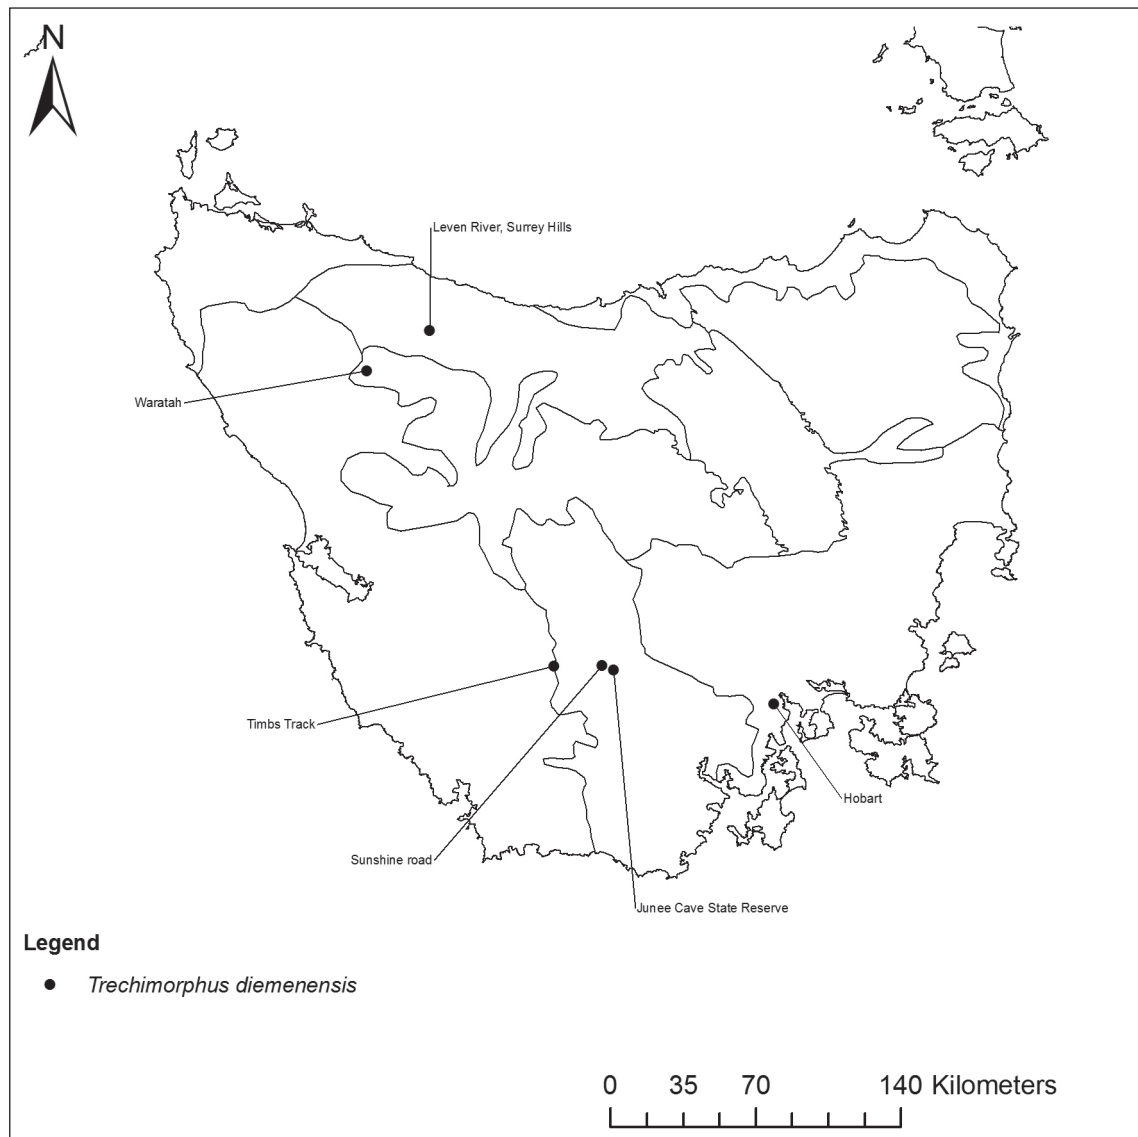 N
Leven River, Surrey Hills
Waratah
Timbs Track
Hobart
Sunshine road
Junee Cave State Reserve
Legend
Trechimorphus diemenensis
0 35 70 140 Kilometers